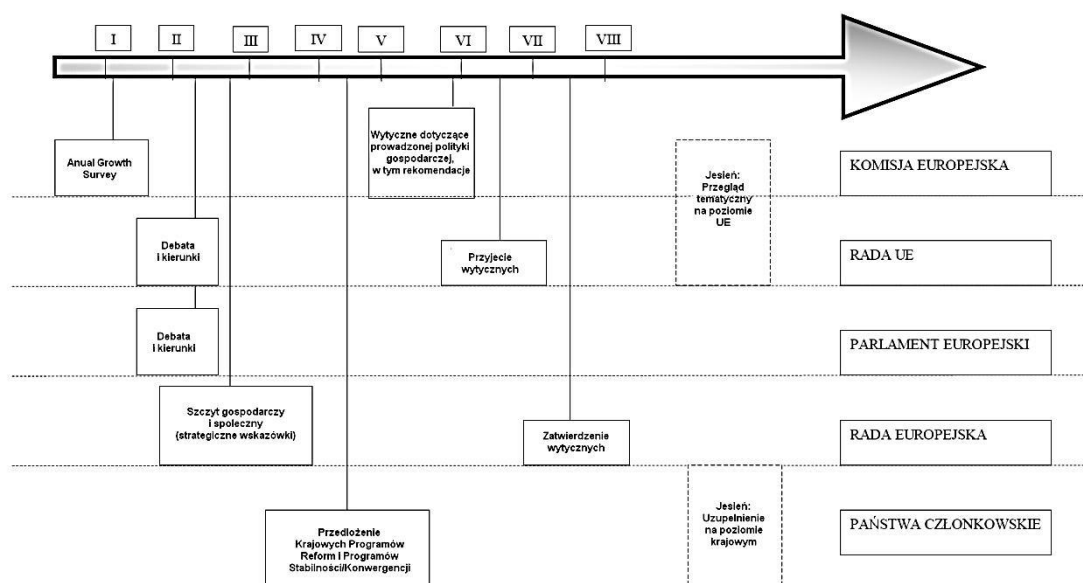 I
II
III
IV
V
VI
VII
VIII
Anual Growth
Survey
Wytyczne dotyczące
prowadzonej polityki
gospodarczej,
w tym rekomendacje
Jesień:
Przegląd
tematyczny
na poziomie
UE
KOMISJA EUROPEJSKA
Debata
i kierunki
Przyjecie
wytycznych
RADA UE
Debata
i kierunki
PARLAMENT EUROPEJSKI
Szczyt gospodarczy
i społeczny
(strategiczne wskazówki)
Zatwierdzenie
wytycznych
RADA EUROPEJSKA
Przedłożenie
Krajowych Programów
Reform I Programów
Stabilności/Konwergencji
Jesień:
Uzupełnienie
na poziomie
krajowym
PAŃSTWA CZŁONKOWSKIE